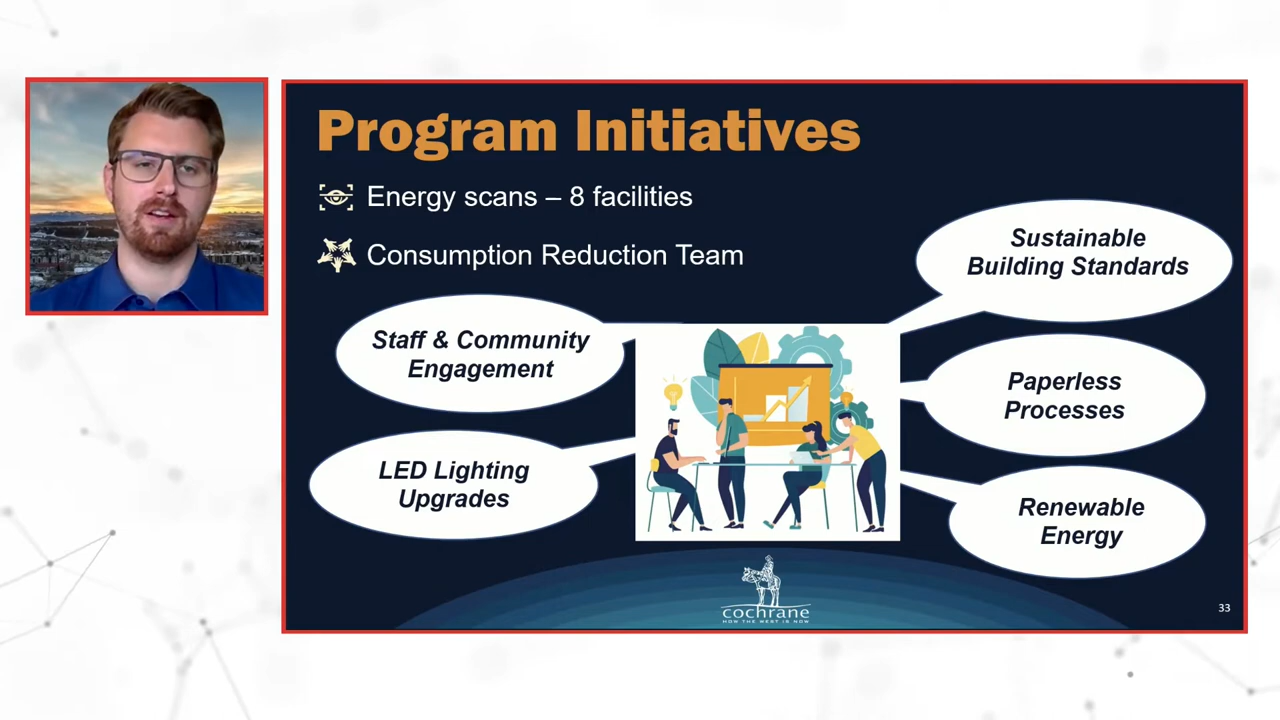 Program Initiatives
Energy scans – 8 facilities
Consumption Reduction Team
Sustainable
Building Standards
Staff & Community
Engagement
Paperless
Processes
LED Lighting
Upgrades
Renewable
Energy
cochrane
HOW THE WEST IS NOW
33